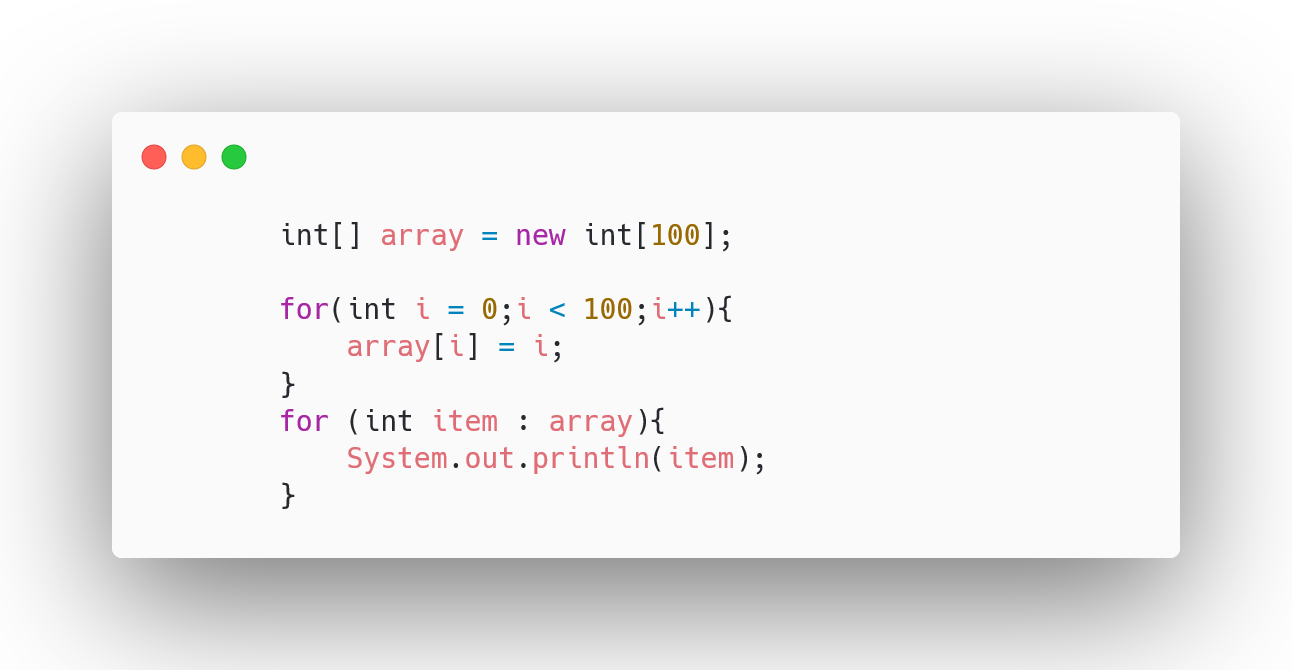 int[] array = new int[100];
for(int i = 0;i < 100;i++){
    array[i] = i;
}
for (int item : array){
    System.out.println(item);
}